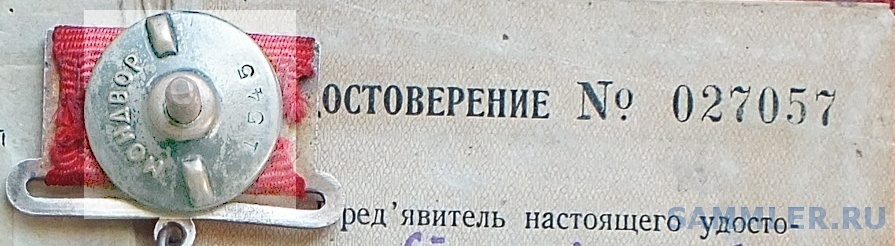 МОНДВОР
1545
ОСТОВЕРЕНИЕ № 027057
ред'явитель настоящего удосто-
SAMMLER.RU